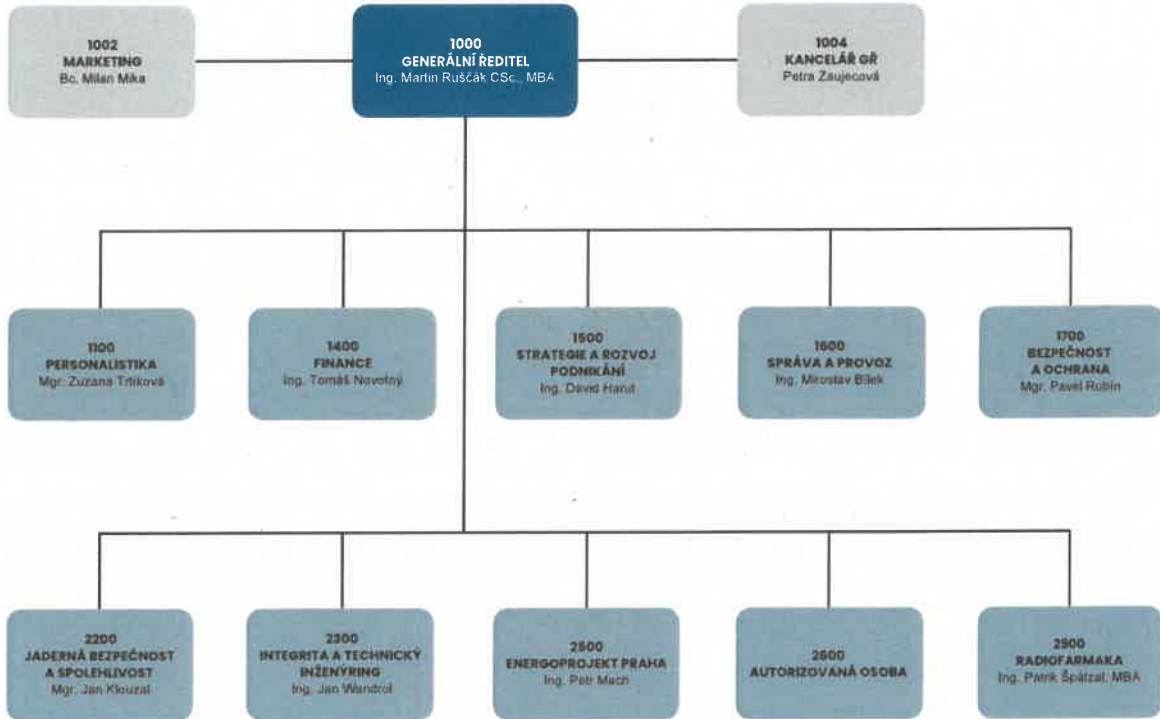 1002
MARKETING
Bc. Milan Mika
1000
GENERÁLNÍ ŘEDITEL
Ing. Martin Ruščák CSc., MBA
1004
KANCELÁŘ GŘ
Petra Zaujecová
1100
PERSONALISTIKA
Mgr. Zuzana Trtíková
1400
FINANCE
Ing. Tomáš Novotný
1500
STRATEGIE A ROZVOJ
PODNIKÁNÍ
Ing. David Harut
1600
SPRÁVA A PROVOZ
Ing. Miroslav Bílek
1700
BEZPEČNOST
A OCHRANA
Mgr. Pavel Rubín
2200
JADERNÁ BEZPEČNOST
A SPOLEHLIVOST
Mgr. Jan Klouzal
2300
INTEGRITA A TECHNICKÝ
INŽENÝRING
Ing. Jan Wandrol
2500
ENERGOPROJEKT PRAHA
Ing. Petr Mach
2600
AUTORIZOVANÁ OSOBA
2900
RADIOFARMAKA
Ing. Patrik Špátzal, MBA